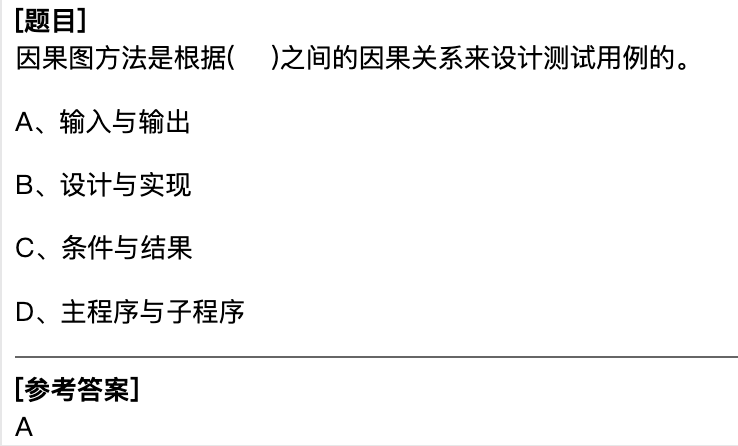 [题目]
因果图方法是根据(    )之间的因果关系来设计测试用例的。
A、输入与输出
B、设计与实现
C、条件与结果
D、主程序与子程序
[参考答案]
A